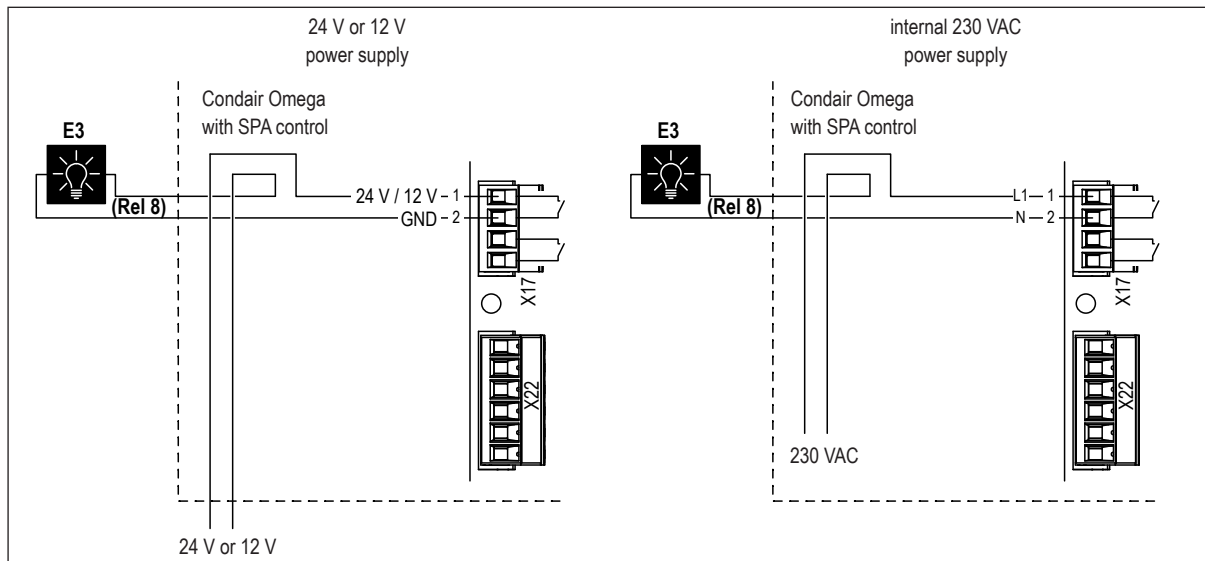 24 V or 12 V
power supply
Condair Omega
with SPA control
E3
(Rel 8)
24 V / 12 V
1
GND
2
X17
X22
24 V or 12 V
internal 230 VAC
power supply
Condair Omega
with SPA control
E3
(Rel 8)
L1
1
N
2
X17
X22
230 VAC